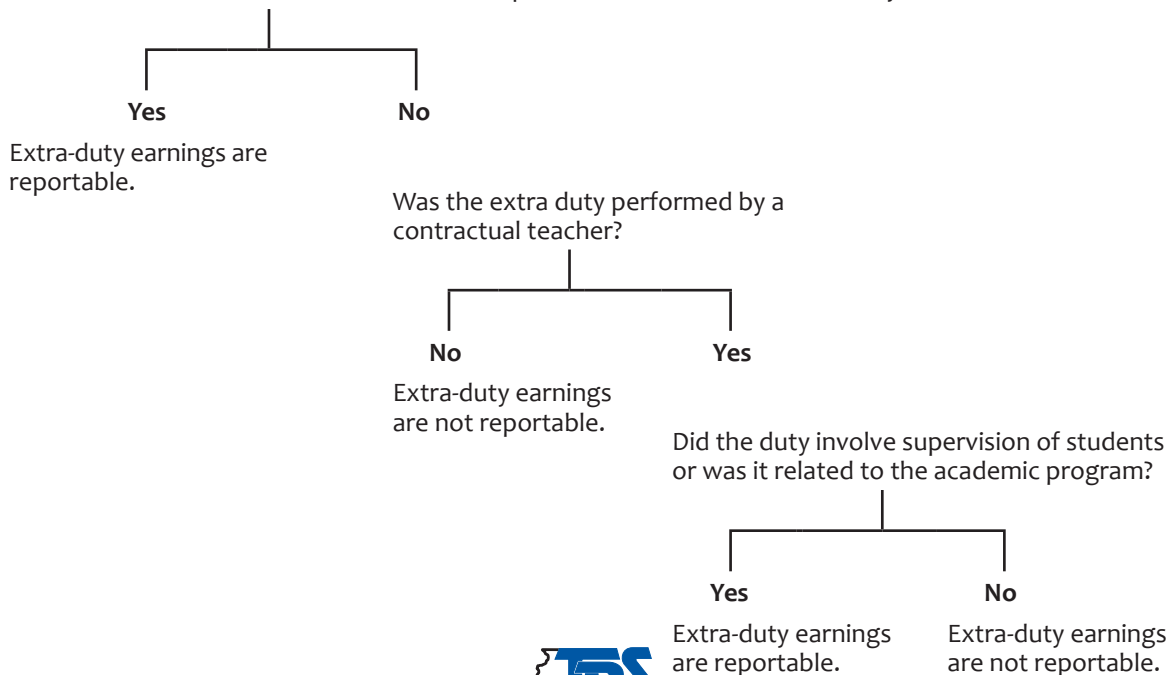 Yes
No
Extra-duty earnings are
reportable.
Was the extra duty performed by a
contractual teacher?
No
Yes
Extra-duty earnings
are not reportable.
Did the duty involve supervision of students
or was it related to the academic program?
Yes
No
Extra-duty earnings
are reportable.
Extra-duty earnings
are not reportable.